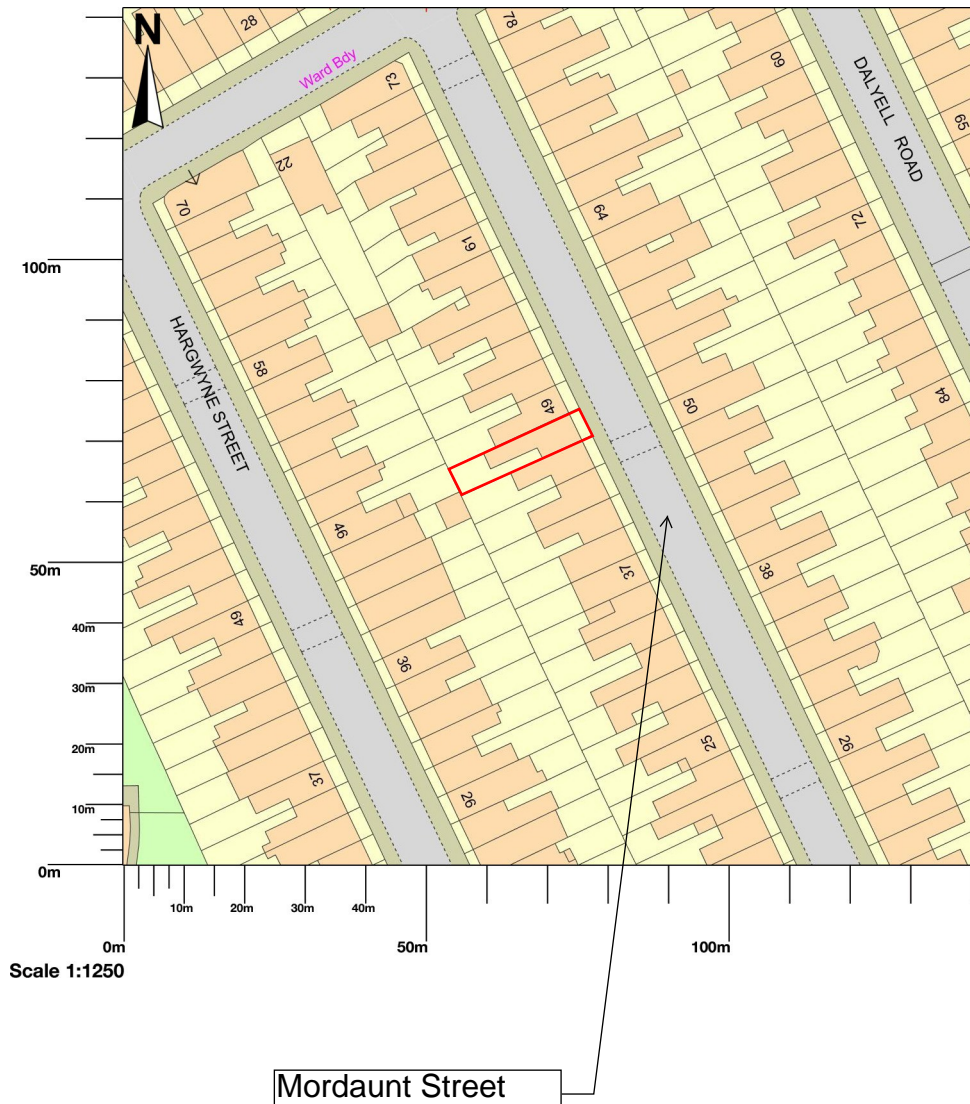 N
28
Ward Bdy
78
60
DALYELL ROAD
65
73
22
70
64
72
61
100m
HARGWYNE STREET
58
49
50
84
46
50m
37
38
49
40m
36
30m
25
26
20m
37
26
10m
0m
10m
20m
30m
40m
0m
50m
100m
Scale 1:1250
Mordaunt Street